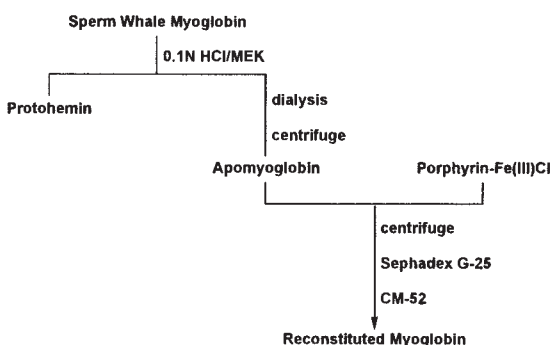 Sperm Whale Myoglobin
0.1N HCl/MEK
Protohemin
dialysis
centrifuge
Apomyoglobin
Porphyrin-Fe(III)Cl
centrifuge
Sephadex G-25
CM-52
Reconstituted Myoglobin